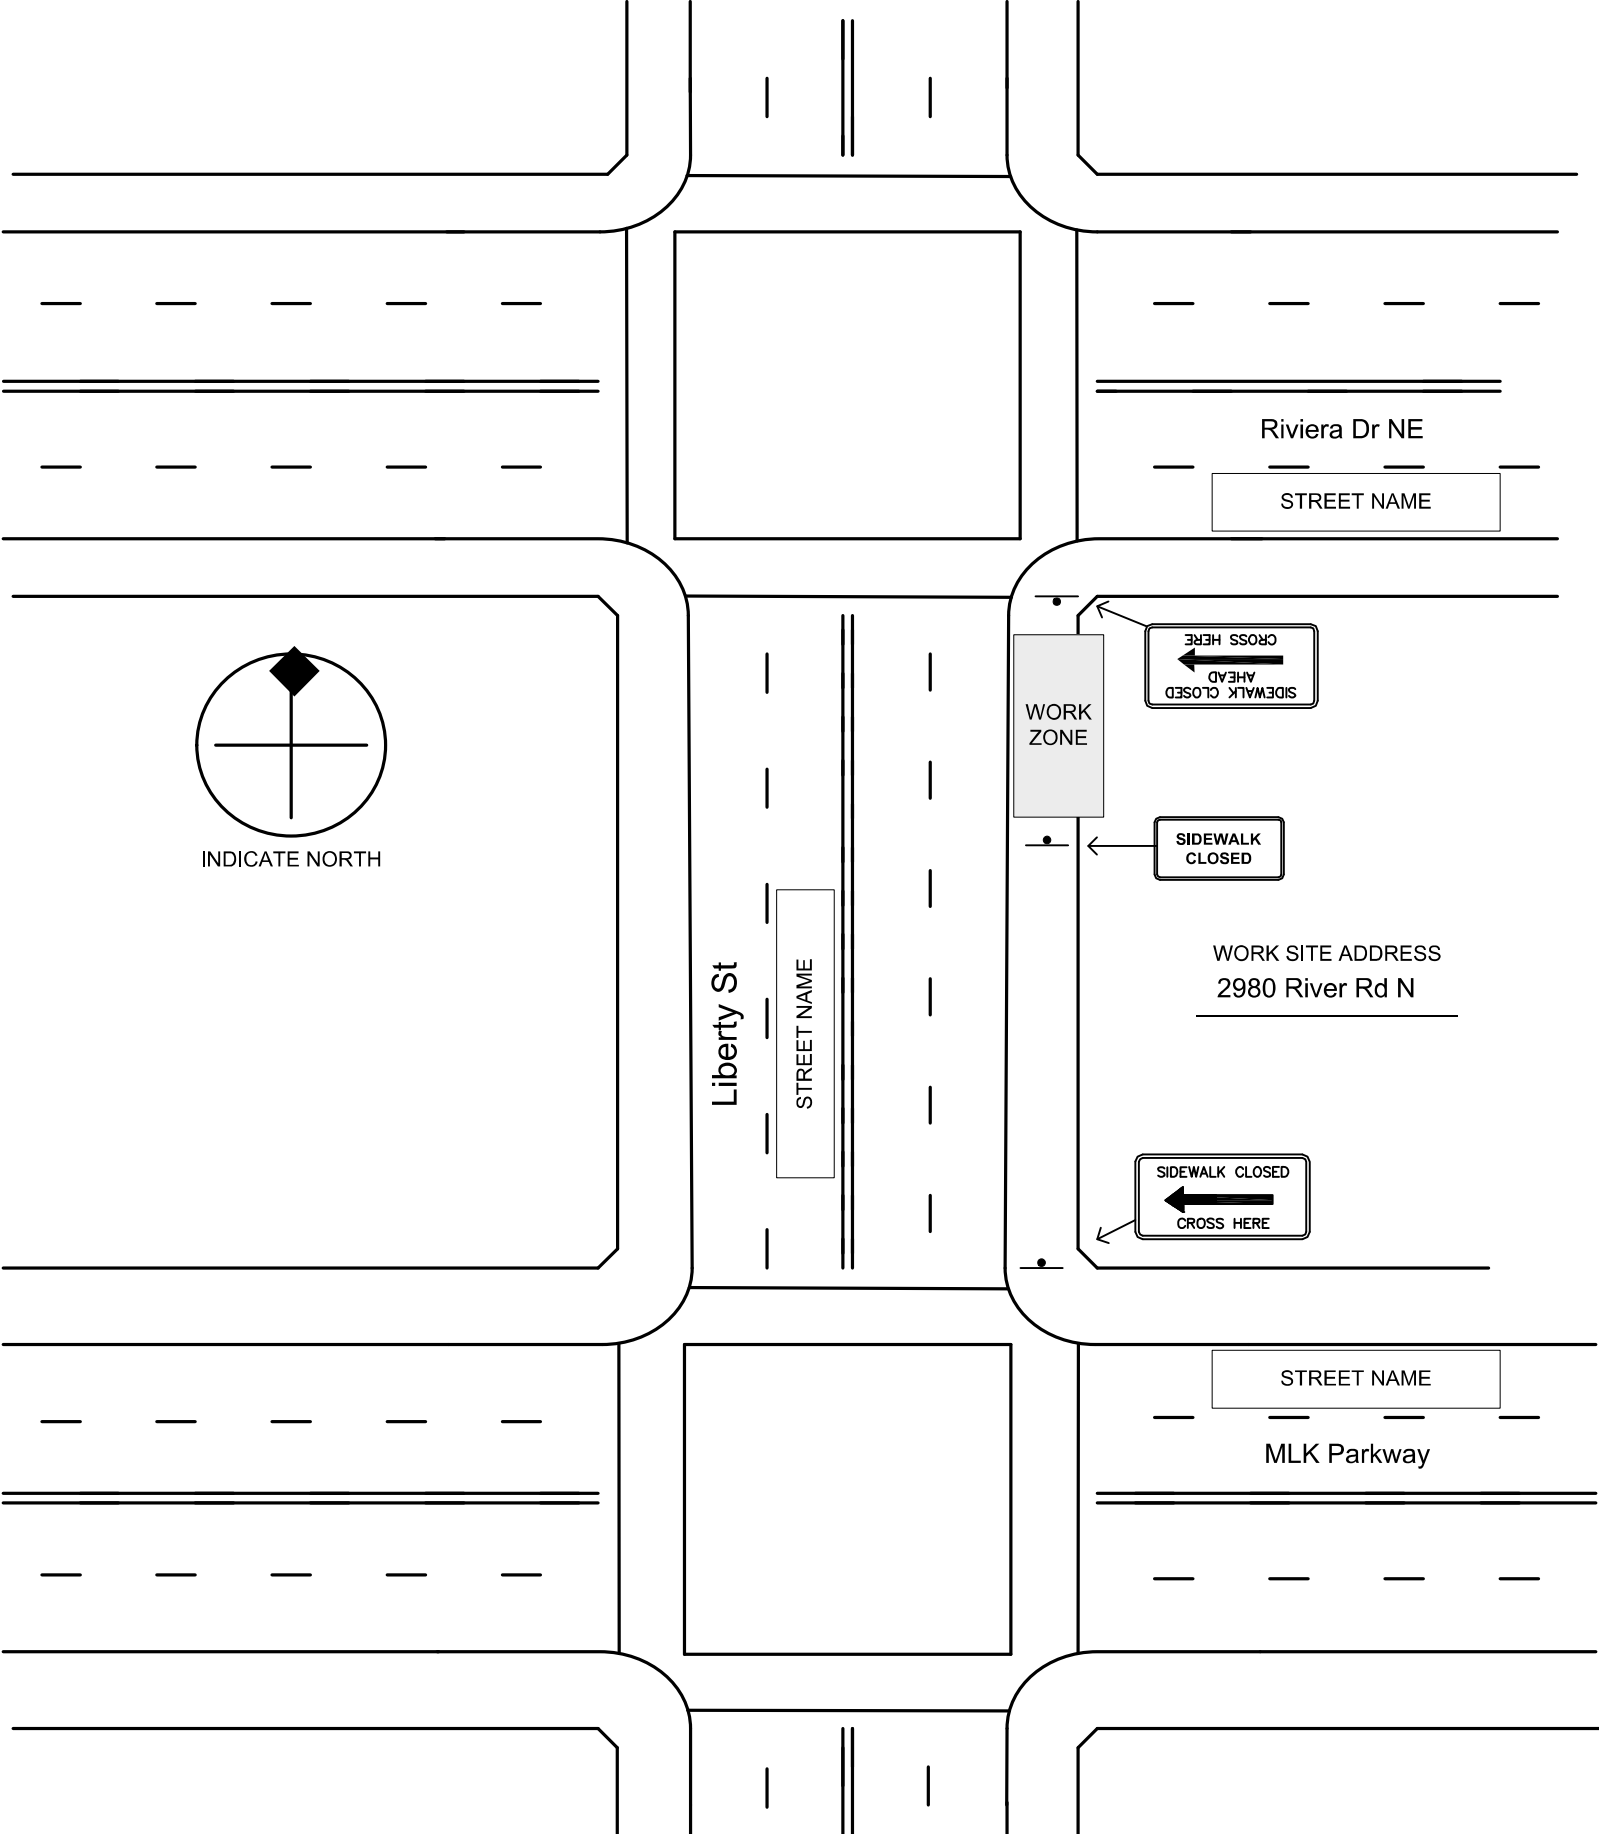 Riviera Dr NE
STREET NAME
SIDEWALK CLOSED
AHEAD
CROSS HERE
WORK
ZONE
INDICATE NORTH
SIDEWALK
CLOSED
WORK SITE ADDRESS
2980 River Rd N
Liberty St
STREET NAME
SIDEWALK CLOSED
CROSS HERE
STREET NAME
MLK Parkway